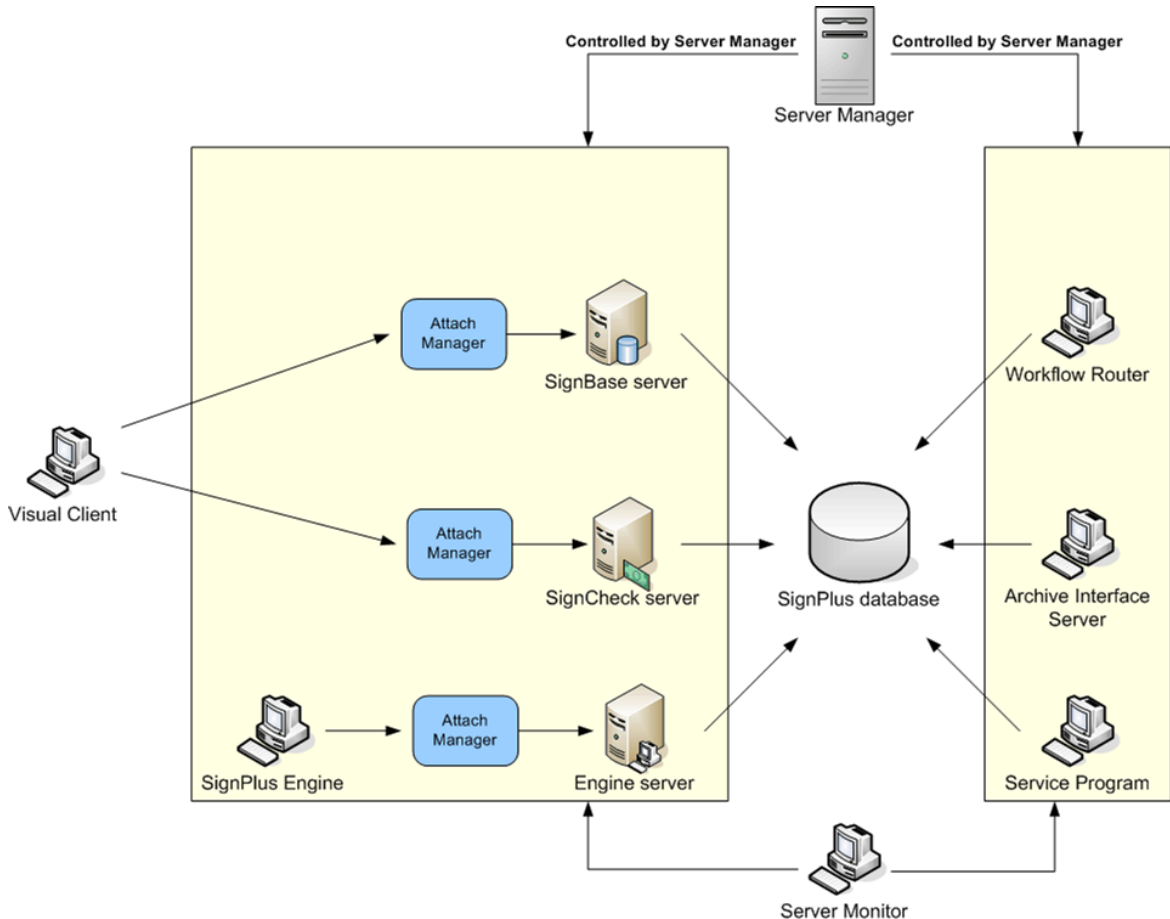 Controlled by Server Manager
Controlled by Server Manager
Server Manager
Attach
Manager
SignBase server
Workflow Router
Visual Client
Attach
Manager
SignCheck server
SignPlus database
Archive Interface
Server
Attach
Manager
SignPlus Engine
Engine server
Service Program
Server Monitor